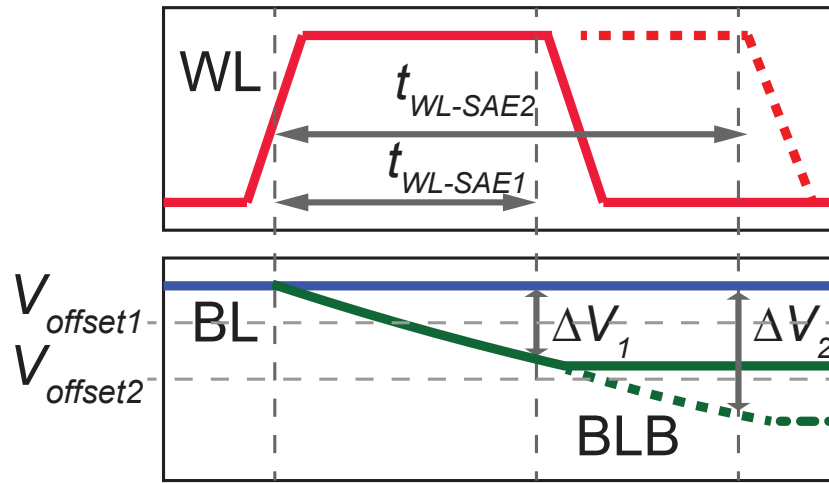 WL
t_WL-SAE2
t_WL-SAE1
V_offset1
BL
ΔV_1
ΔV_2
V_offset2
BLB